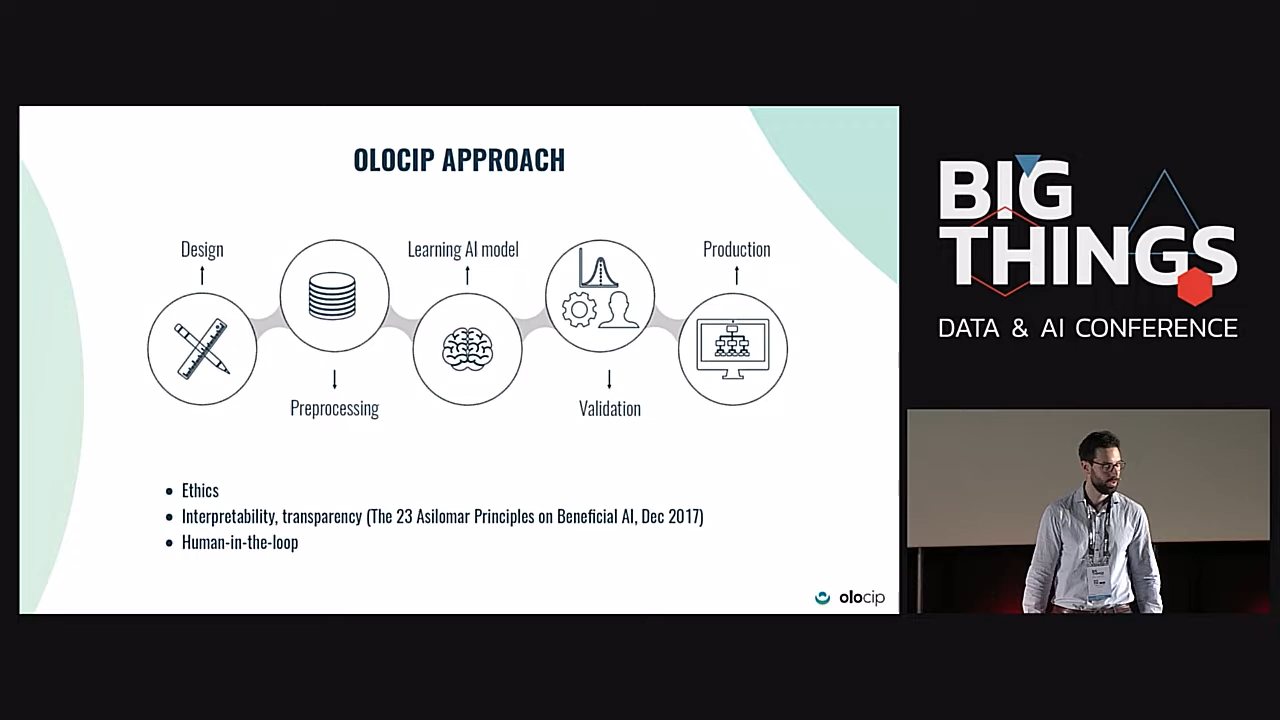 OLOCIP APPROACH
Design
Learning AI model
Production
Preprocessing
Validation
Ethics
Interpretability, transparency (The 23 Asilomar Principles on Beneficial AI, Dec 2017)
Human-in-the-loop
olocip
BIG
THINGS
DATA & AI CONFERENCE